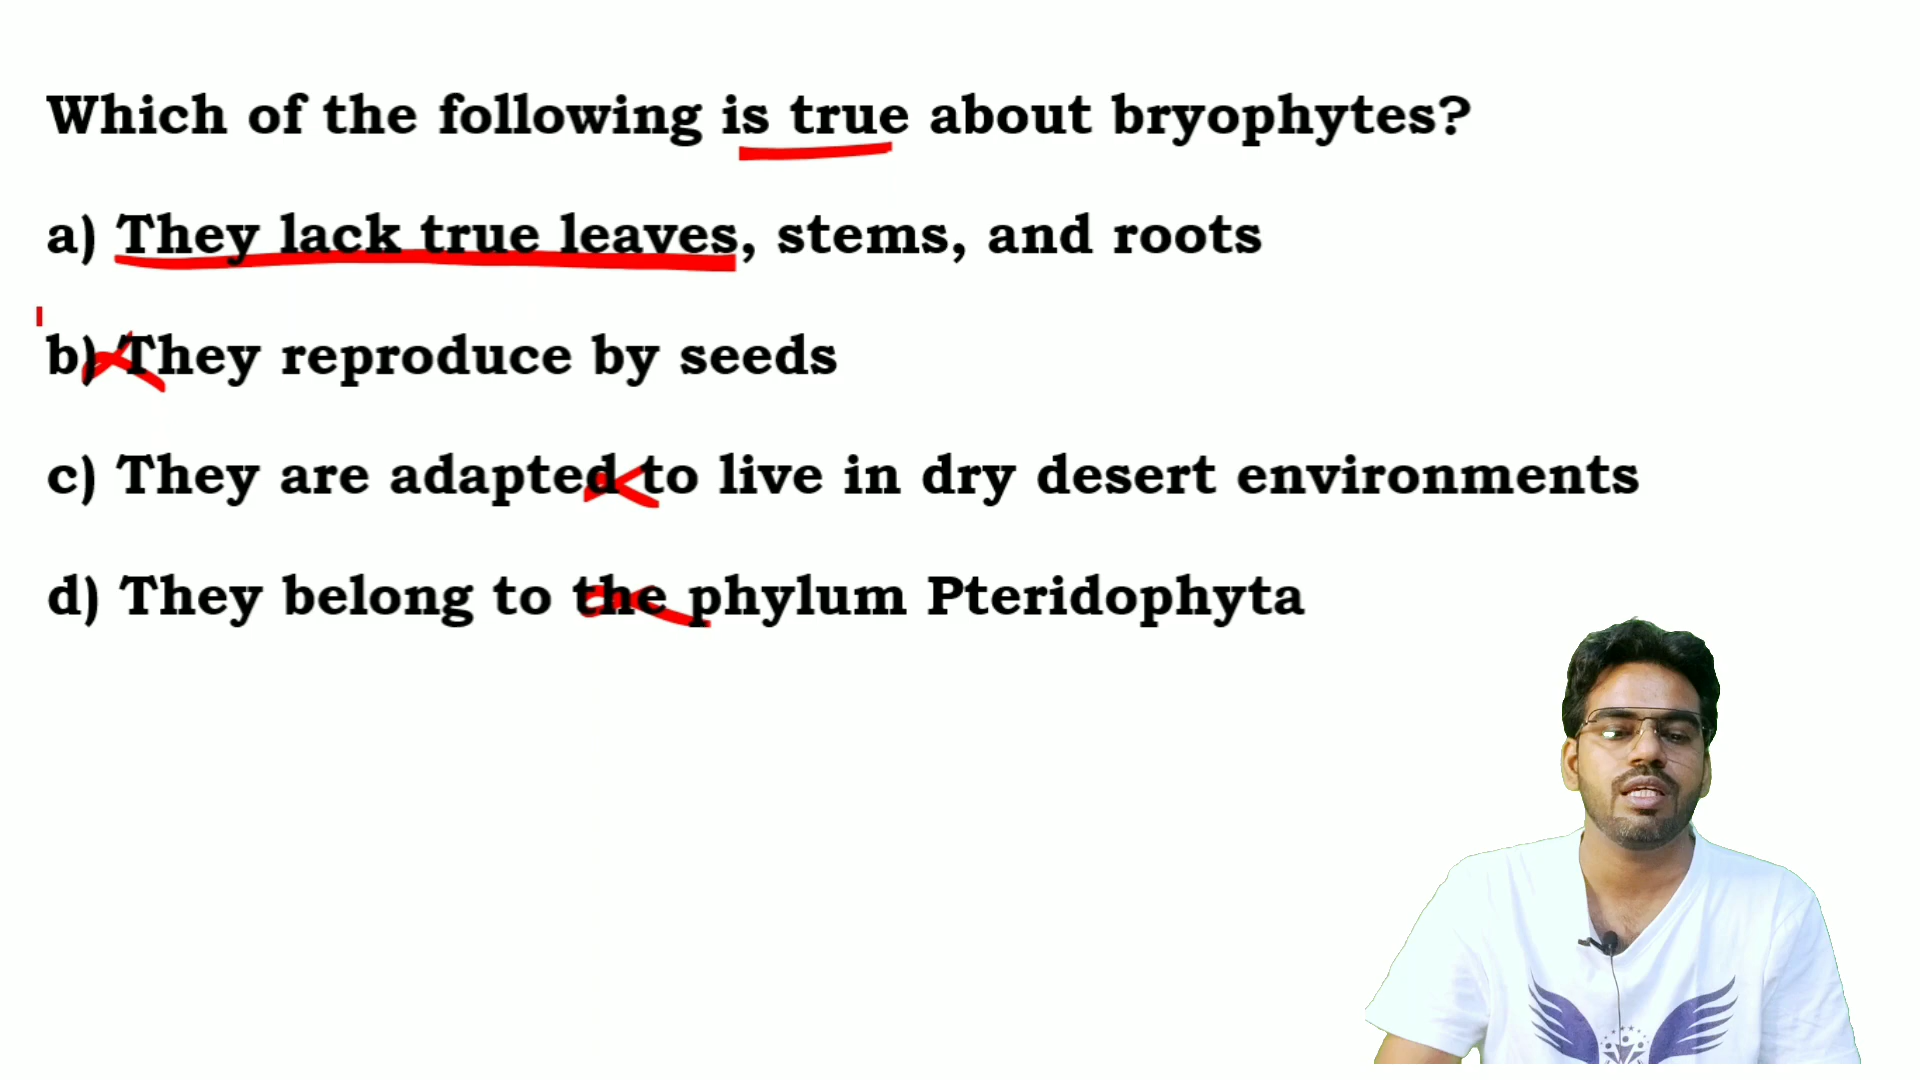 Which of the following is true about bryophytes?
a) They lack true leaves, stems, and roots
b) They reproduce by seeds
c) They are adapted to live in dry desert environments
d) They belong to the phylum Pteridophyta